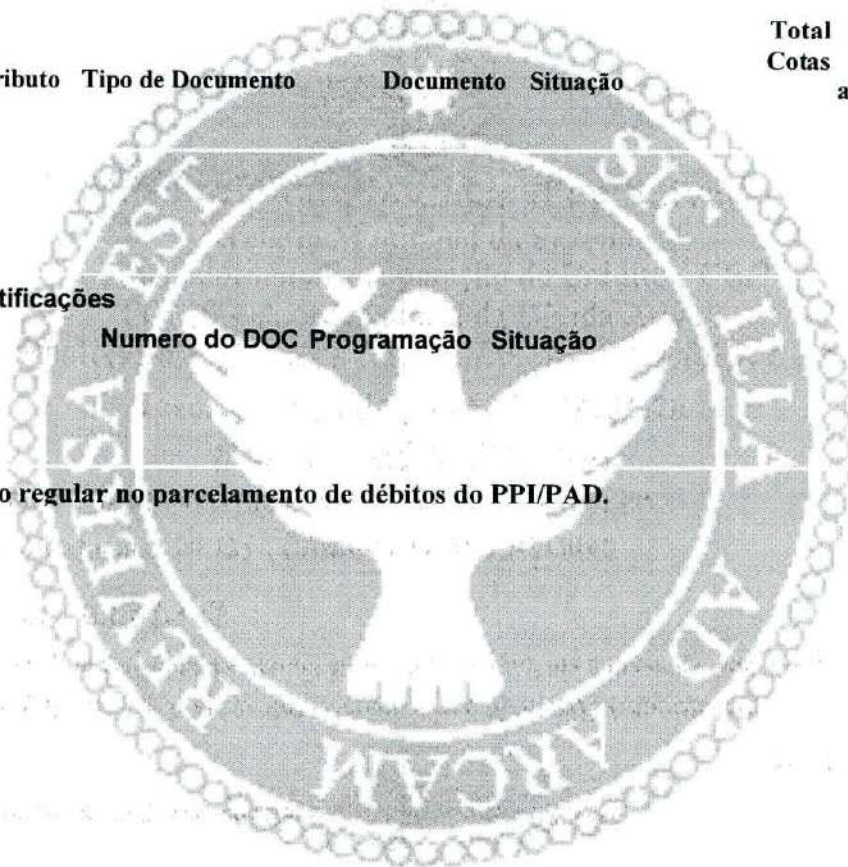 Total
Cotas
ributo Tipo de Documento Documento Situação
a
tificações
Numero do DOC Programação Situação
o regular no parcelamento de débitos do PPI/PAD.
SIC ILLA AD ARCAM REVERSA EST